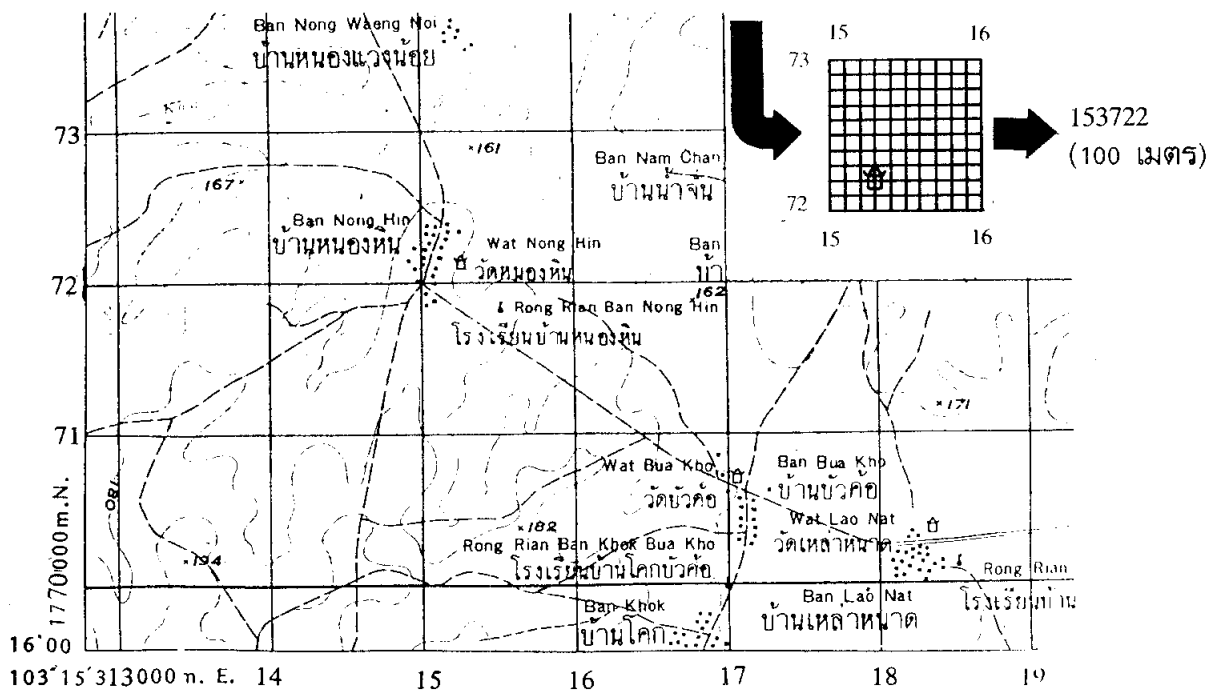 Ban Nong Waeng Noi
บ้านหนองแวงน้อย
15 16
73
153722
(100 เมตร)
72
15 16
73
161
Ban Nam Chan
167
Ban Nong Hin
บ้านหนองหิน
Wat Nong Hin
วัดหนองหิน
Ban
บ้า
72
162
Rong Rian Ban Nong Hin
โรงเรียนบ้านหนองหิน
171
71
Wat Bua Kho
วัดบัวค้อ
Ban Bua Kho
บ้านบัวค้อ
180
182
Wat Lao Nat
วัดเหล่าหนาด
Rong Rian Ban Khok Bua Kho
โรงเรียนบ้านโคกบัวค้อ
194
Rong Rian
โรงเรียนบ้าน
Ban Lao Nat
บ้านเหล่าหนาด
Ban Khok
บ้านโคก
1770000m.N.
16°00
103°15′313000 m. E. 14 15 16 17 18 19